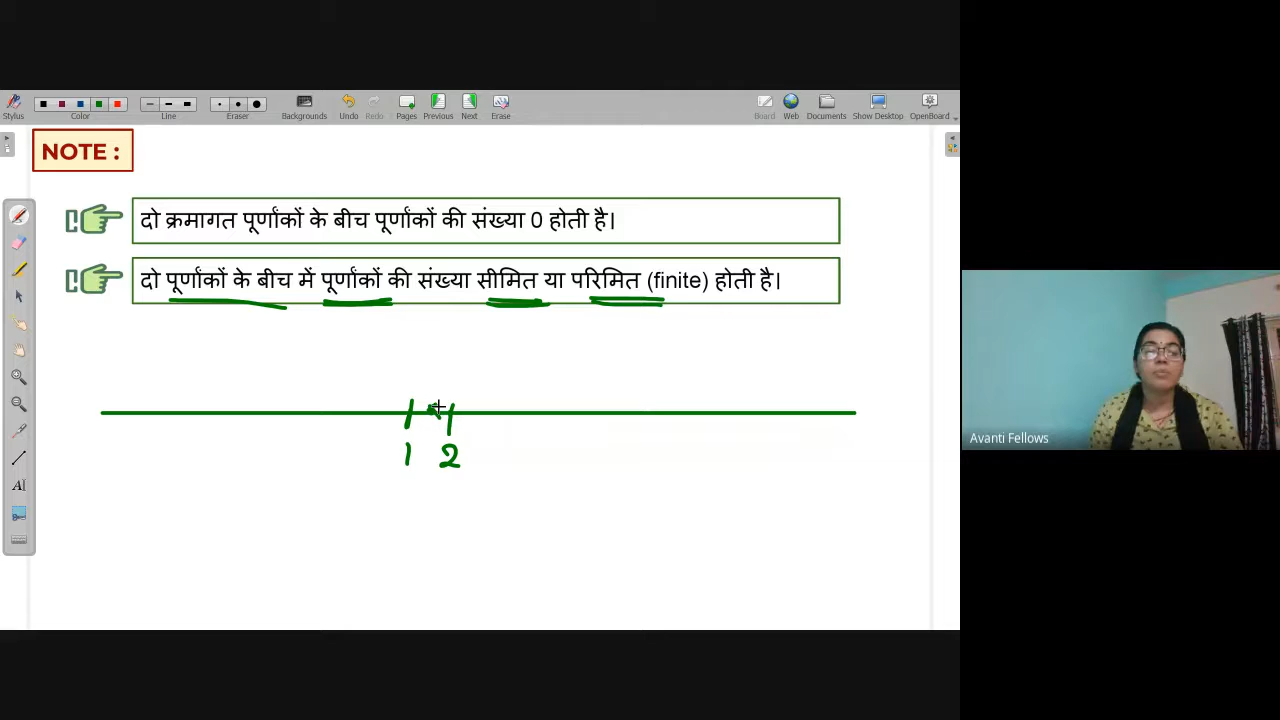 Stylus
Color
Line
Eraser
Backgrounds
Undo
Redo
Pages
Previous
Next
Erase
Board
Web
Documents
Show Desktop
OpenBoard
NOTE :
दो क्रमागत पूर्णांकों के बीच पूर्णांकों की संख्या 0 होती है।
दो पूर्णांकों के बीच में पूर्णांकों की संख्या सीमित या परिमित (finite) होती है।
1 2
Avanti Fellows